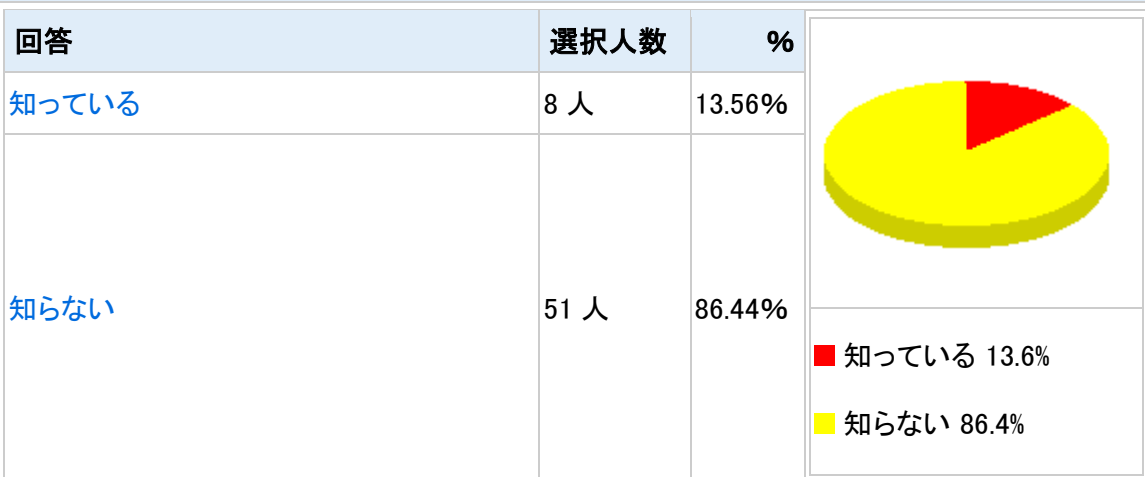 回答 選択人数 %
知っている 8 人 13.56%
知らない 51 人 86.44%
知っている 13.6%
知らない 86.4%